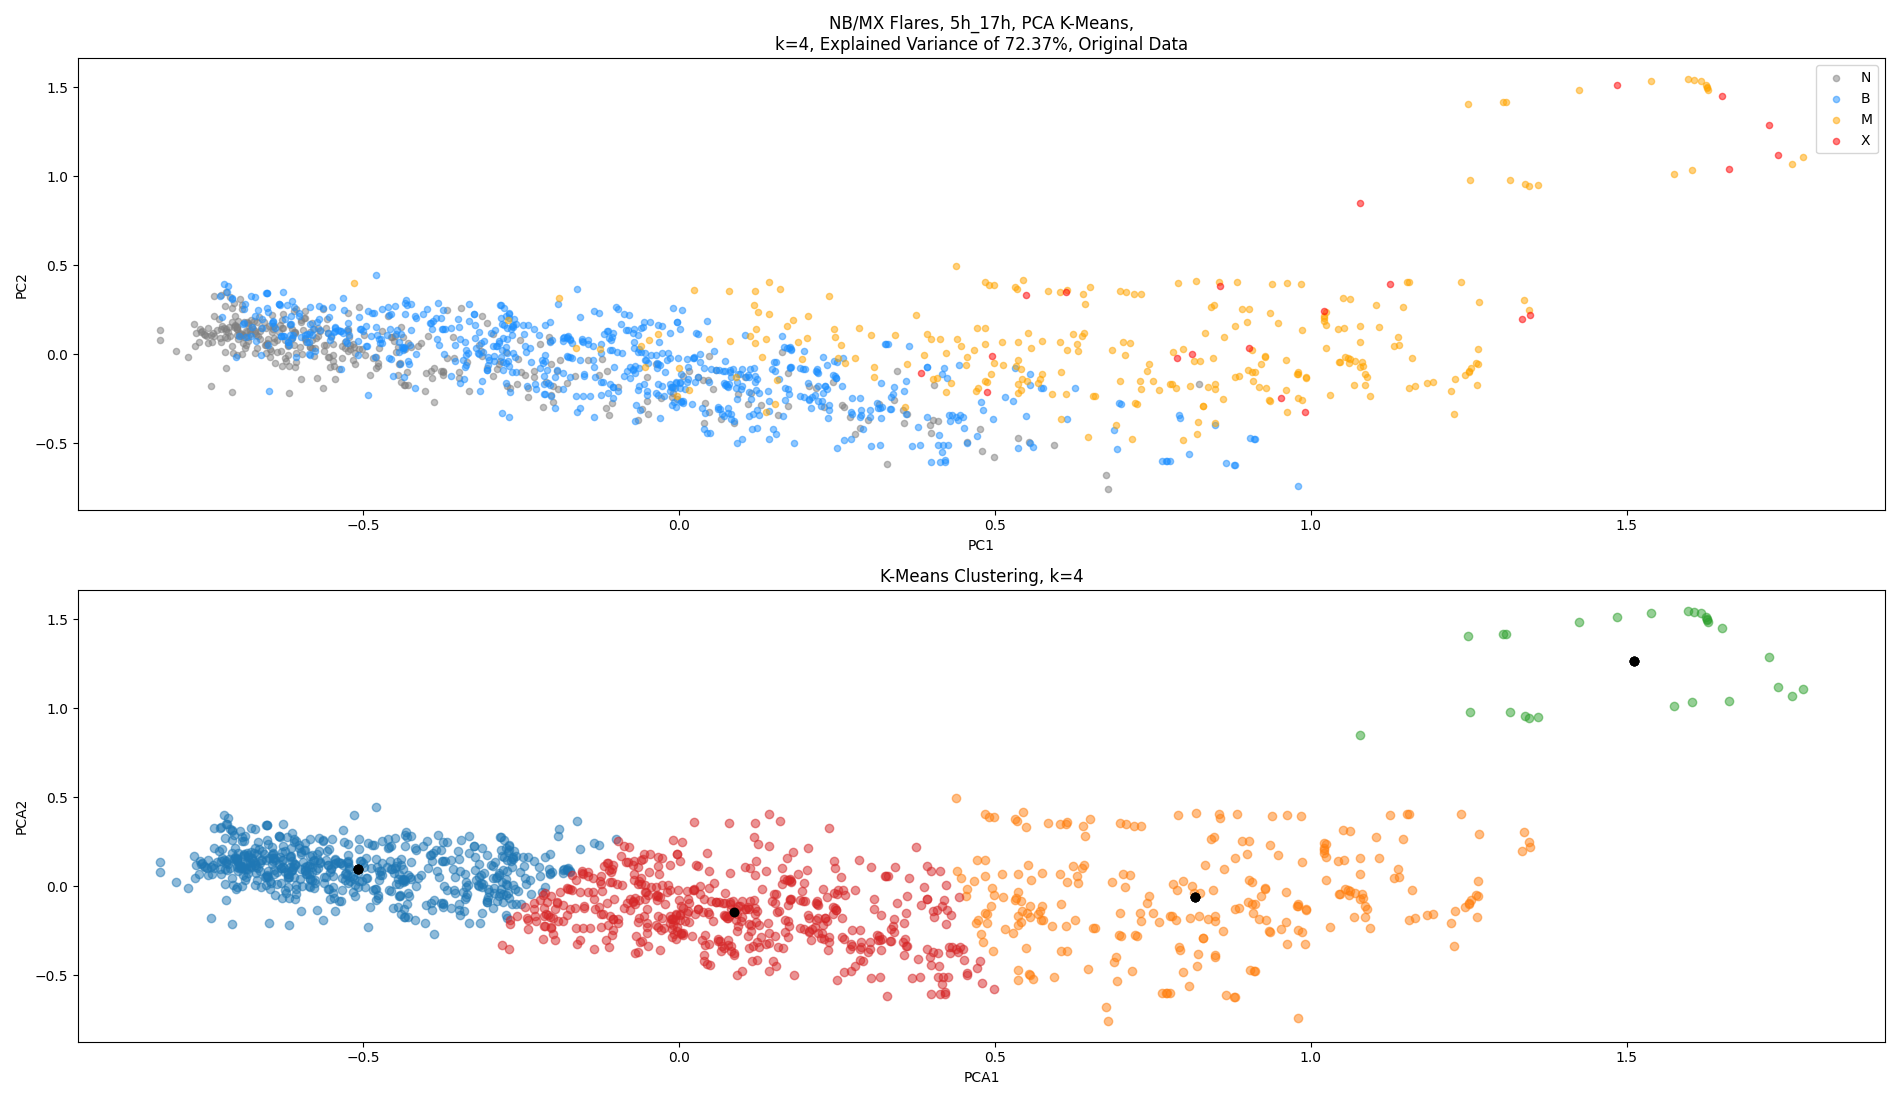 NB/MX Flares, 5h_17h, PCA K-Means,
k=4, Explained Variance of 72.37%, Original Data
1.5
1.0
0.5
0.0
−0.5
PC2
N
B
M
X
−0.5
0.0
0.5
1.0
1.5
PC1
K-Means Clustering, k=4
1.5
1.0
0.5
0.0
−0.5
PCA2
−0.5
0.0
0.5
1.0
1.5
PCA1